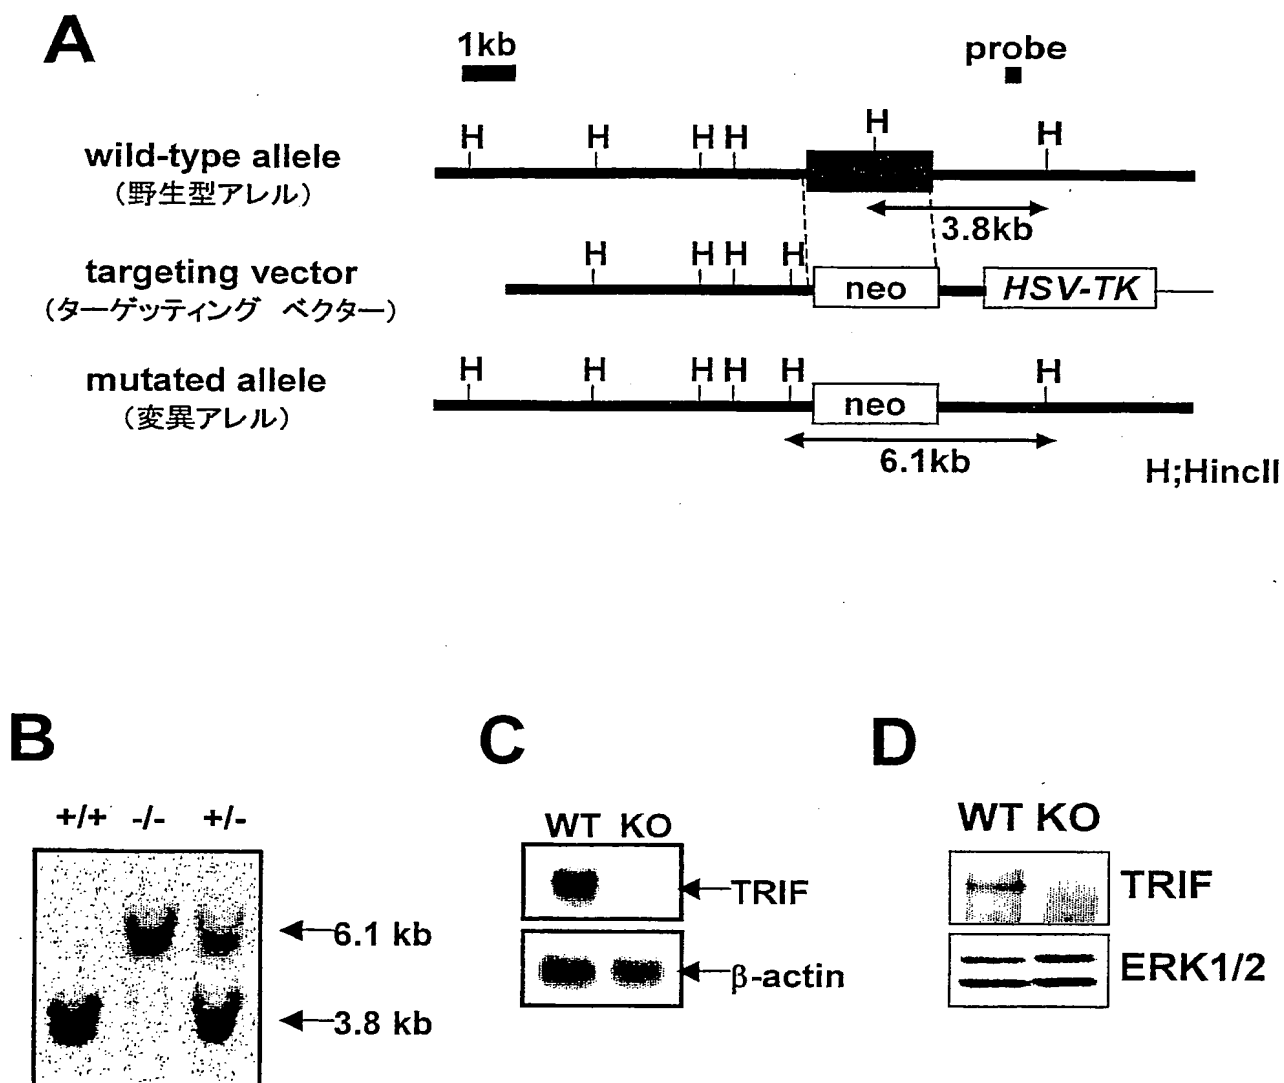 A
1kb
probe
H H H H H H
wild-type allele
(野生型アレル)
3.8kb
H H H H
targeting vector
neo HSV-TK
(ターゲッティング ベクター)
H H H H H H
mutated allele
neo
(変異アレル)
6.1kb
H;HincII
B
+/+ -/- +/-
6.1 kb
3.8 kb
C
WT KO
TRIF
β-actin
D
WT KO
TRIF
ERK1/2